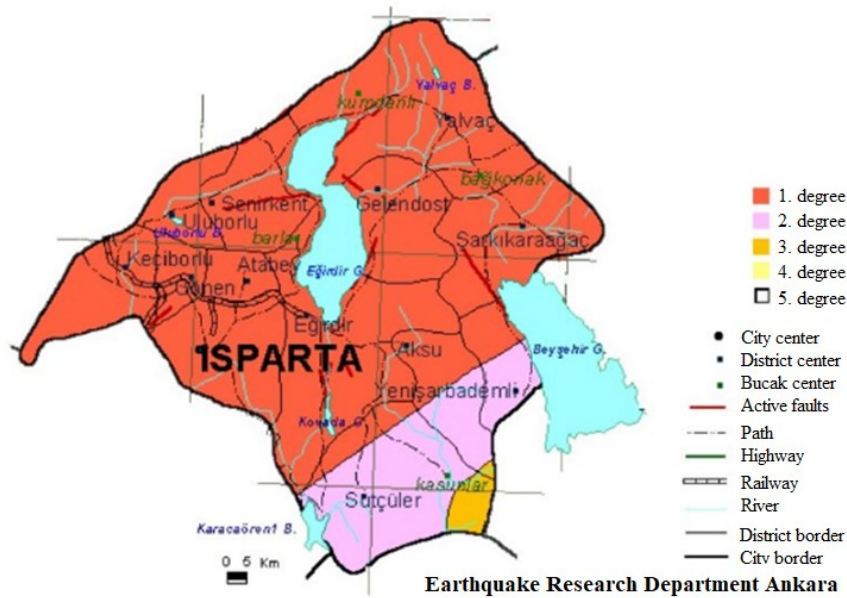 Yalvaç B.
kumdanlı
Yalvaç
bağkonak
Senirkent
Gelendost
Uluborlu
Uluborlu B.
barla
Şarkikaraağaç
Keciborlu
Atabey
Eğirdir G.
Gönen
Eğirdir
ISPARTA
Aksu
Beyşehir G.
Yenişarbademli
Kovada G.
kasımlar
Sütçüler
Karacaören1 B.
0 5 Km
1. degree
2. degree
3. degree
4. degree
5. degree
City center
District center
Bucak center
Active faults
Path
Highway
Railway
River
District border
City border
Earthquake Research Department Ankara